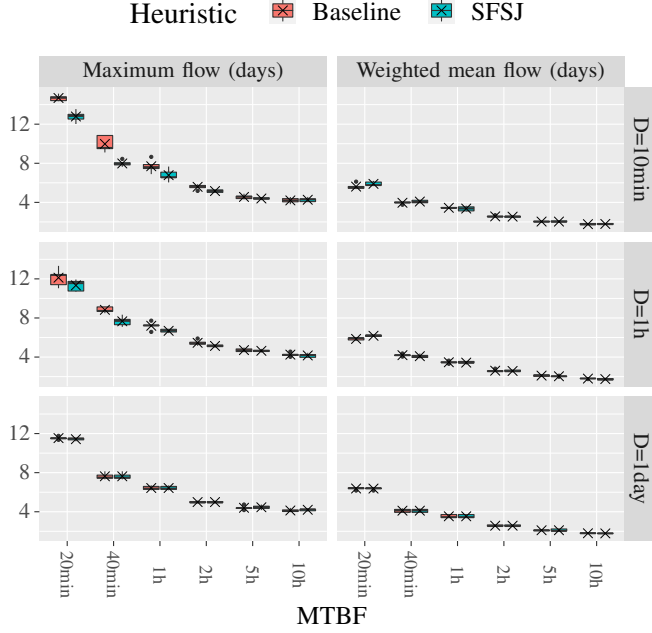 Heuristic Baseline SFSJ
Maximum flow (days) Weighted mean flow (days)
12
8
4
D=10min
12
8
4
D=1h
12
8
4
D=1day
20min 40min 1h 2h 5h 10h 20min 40min 1h 2h 5h 10h
MTBF